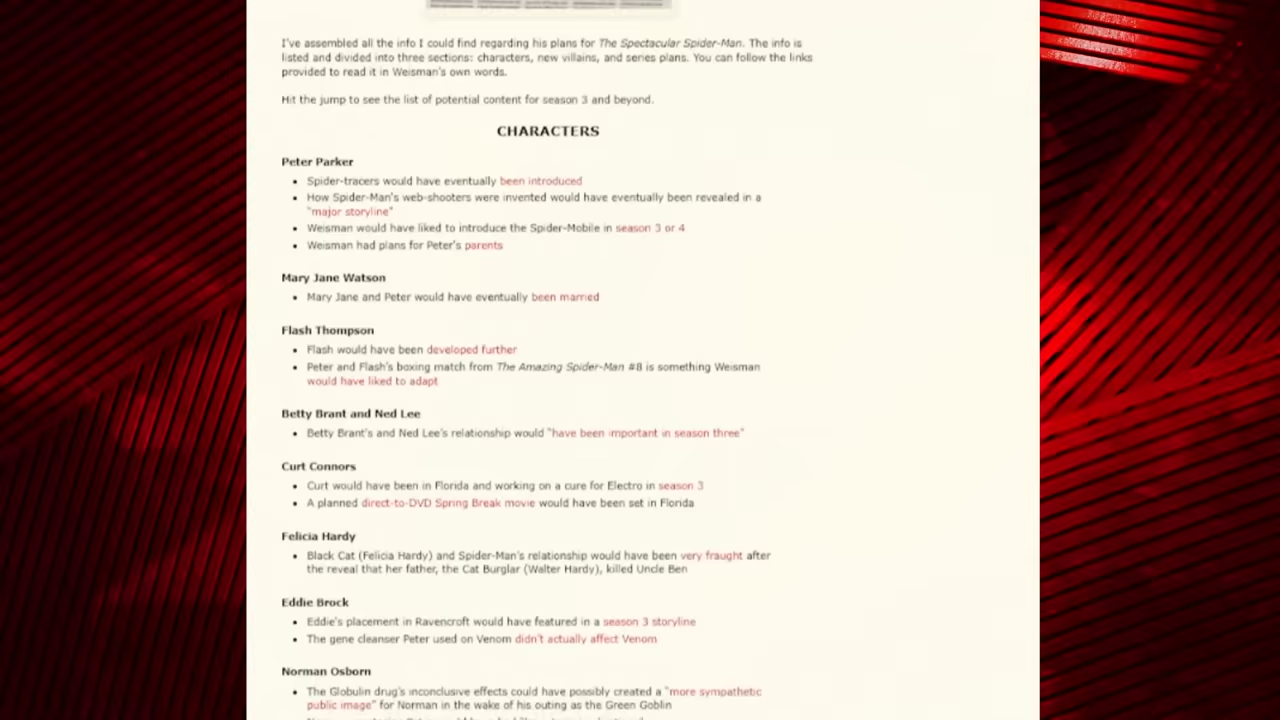 I've assembled all the info I could find regarding his plans for The Spectacular Spider-Man. The info is
listed and divided into three sections: characters, new villains, and series plans. You can follow the links
provided to read it in Weisman's own words.
Hit the jump to see the list of potential content for season 3 and beyond.
CHARACTERS
Peter Parker
• Spider-tracers would have eventually been introduced
• How Spider-Man's web-shooters were invented would have eventually been revealed in a
"major storyline"
• Weisman would have liked to introduce the Spider-Mobile in season 3 or 4
• Weisman had plans for Peter's parents
Mary Jane Watson
• Mary Jane and Peter would have eventually been married
Flash Thompson
• Flash would have been developed further
• Peter and Flash's boxing match from The Amazing Spider-Man #8 is something Weisman
would have liked to adapt
Betty Brant and Ned Lee
• Betty Brant's and Ned Lee's relationship would "have been important in season three"
Curt Connors
• Curt would have been in Florida and working on a cure for Electro in season 3
• A planned direct-to-DVD Spring Break movie would have been set in Florida
Felicia Hardy
• Black Cat (Felicia Hardy) and Spider-Man's relationship would have been very fraught after
the reveal that her father, the Cat Burglar (Walter Hardy), killed Uncle Ben
Eddie Brock
• Eddie's placement in Ravencroft would have featured in a season 3 storyline
• The gene cleanser Peter used on Venom didn't actually affect Venom
Norman Osborn
• The Globulin drug's inconclusive effects could have possibly created a "more sympathetic
public image" for Norman in the wake of his outing as the Green Goblin